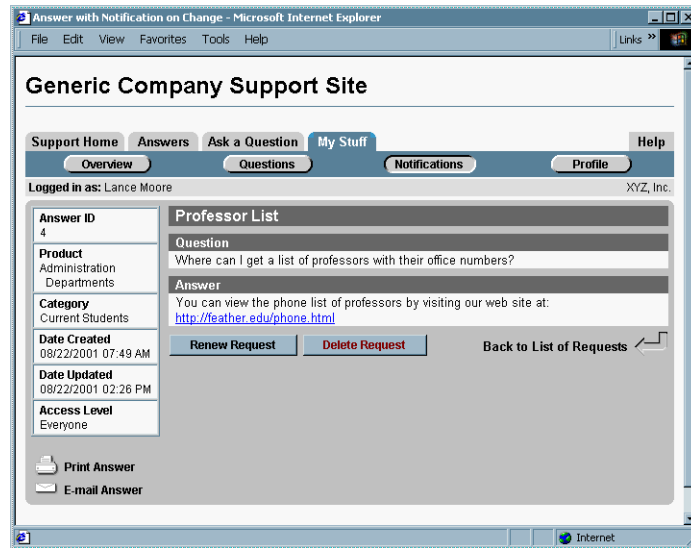 Answer with Notification on Change - Microsoft Internet Explorer
File Edit View Favorites Tools Help Links »
Generic Company Support Site
Support Home Answers Ask a Question My Stuff Help
Overview Questions Notifications Profile
Logged in as: Lance Moore XYZ, Inc.
Answer ID
4
Product
Administration
Departments
Category
Current Students
Date Created
08/22/2001 07:49 AM
Date Updated
08/22/2001 02:26 PM
Access Level
Everyone
Print Answer
E-mail Answer
Professor List
Question
Where can I get a list of professors with their office numbers?
Answer
You can view the phone list of professors by visiting our web site at:
http://feather.edu/phone.html
Renew Request Delete Request Back to List of Requests
Internet